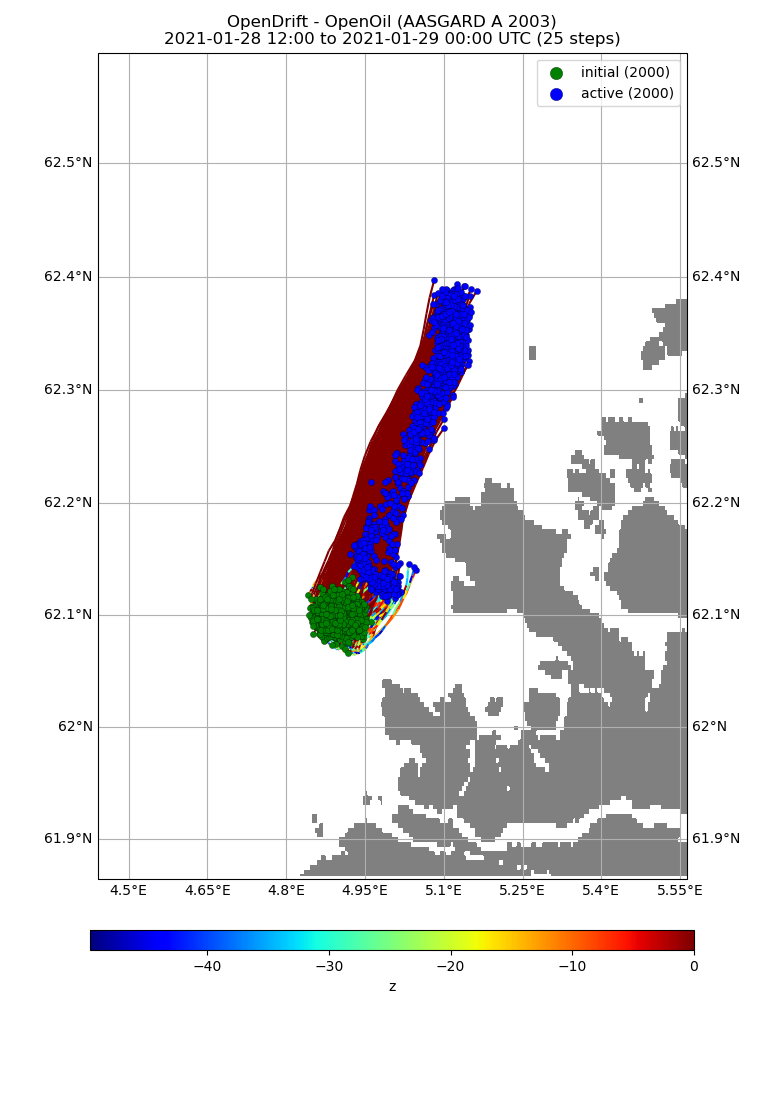 OpenDrift - OpenOil (AASGARD A 2003)
2021-01-28 12:00 to 2021-01-29 00:00 UTC (25 steps)
initial (2000)
active (2000)
62.5°N 62.5°N
62.4°N 62.4°N
62.3°N 62.3°N
62.2°N 62.2°N
62.1°N 62.1°N
62°N 62°N
61.9°N 61.9°N
4.5°E 4.65°E 4.8°E 4.95°E 5.1°E 5.25°E 5.4°E 5.55°E
−40 −30 −20 −10 0
z